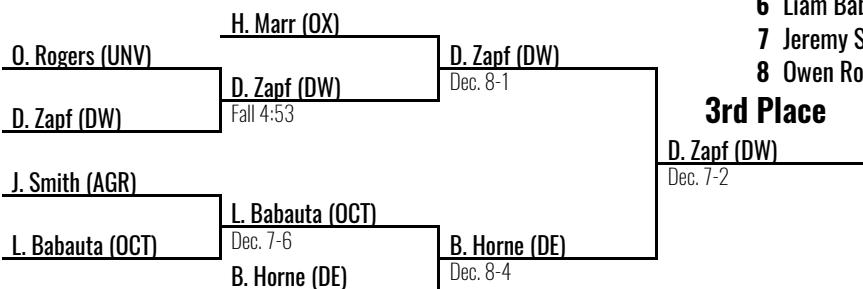 6 Liam
7 Jeremy
8 Owen
H. Marr (OX)
O. Rogers (UNV)
D. Zapf (DW)
Dec. 8-1
D. Zapf (DW)
Fall 4:53
D. Zapf (DW)
3rd Place
D. Zapf (DW)
Dec. 7-2
J. Smith (AGR)
L. Babauta (OCT)
Dec. 7-6
L. Babauta (OCT)
B. Horne (DE)
Dec. 8-4
B. Horne (DE)